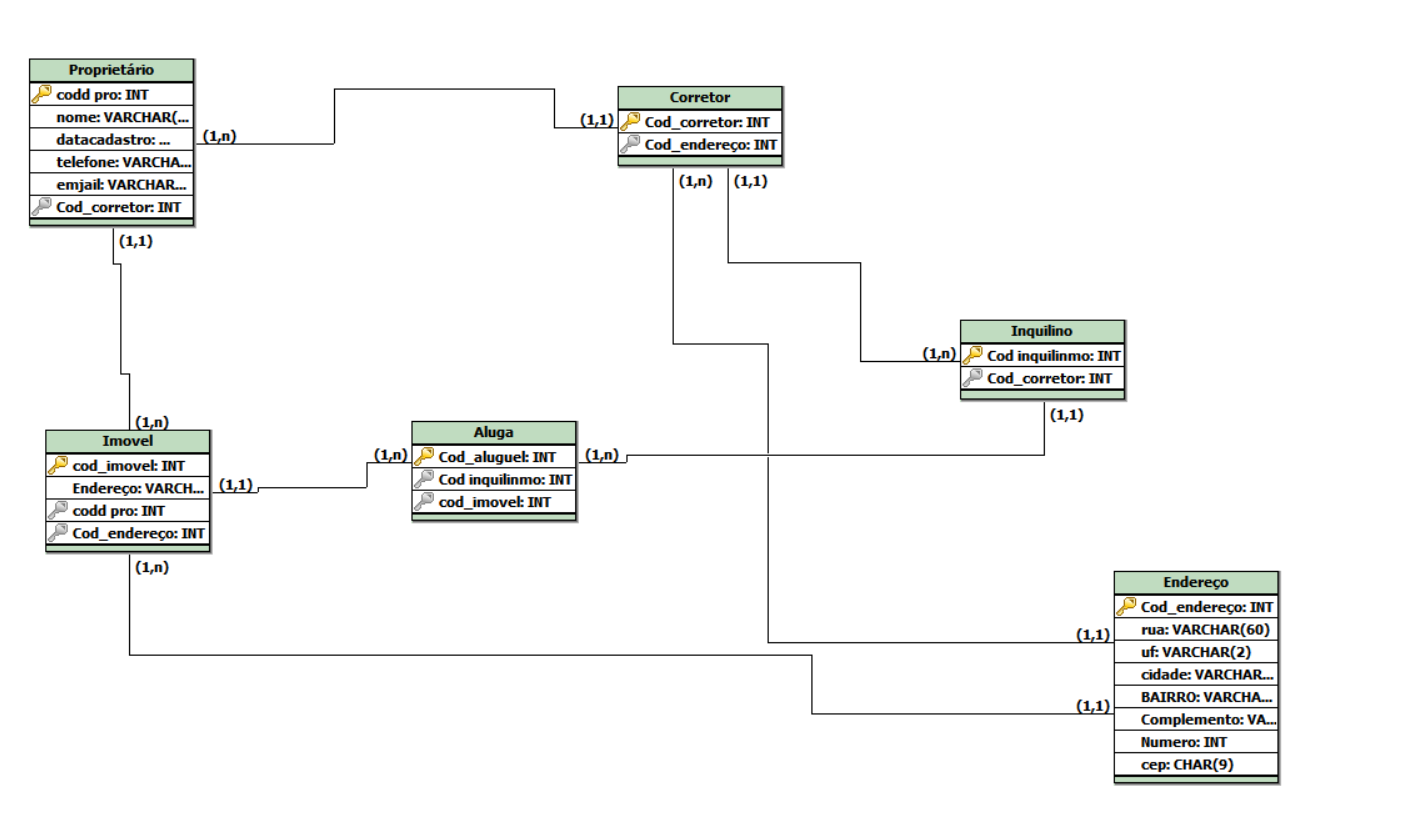 Proprietário
codd pro: INT
nome: VARCHAR(...
datacadastro: ...
telefone: VARCHA...
emjail: VARCHAR...
Cod_corretor: INT
(1,n)
(1,1)
Corretor
Cod_corretor: INT
Cod_endereço: INT
(1,1)
(1,n)
(1,1)
Inquilino
Cod inquilinmo: INT
Cod_corretor: INT
(1,n)
(1,1)
(1,n)
Imovel
cod_imovel: INT
Endereço: VARCH...
codd pro: INT
Cod_endereço: INT
(1,1)
(1,n)
Aluga
Cod_aluguel: INT
Cod inquilinmo: INT
cod_imovel: INT
(1,n)
(1,n)
Endereço
Cod_endereço: INT
rua: VARCHAR(60)
uf: VARCHAR(2)
cidade: VARCHAR...
BAIRRO: VARCHA...
Complemento: VA...
Numero: INT
cep: CHAR(9)
(1,1)
(1,1)